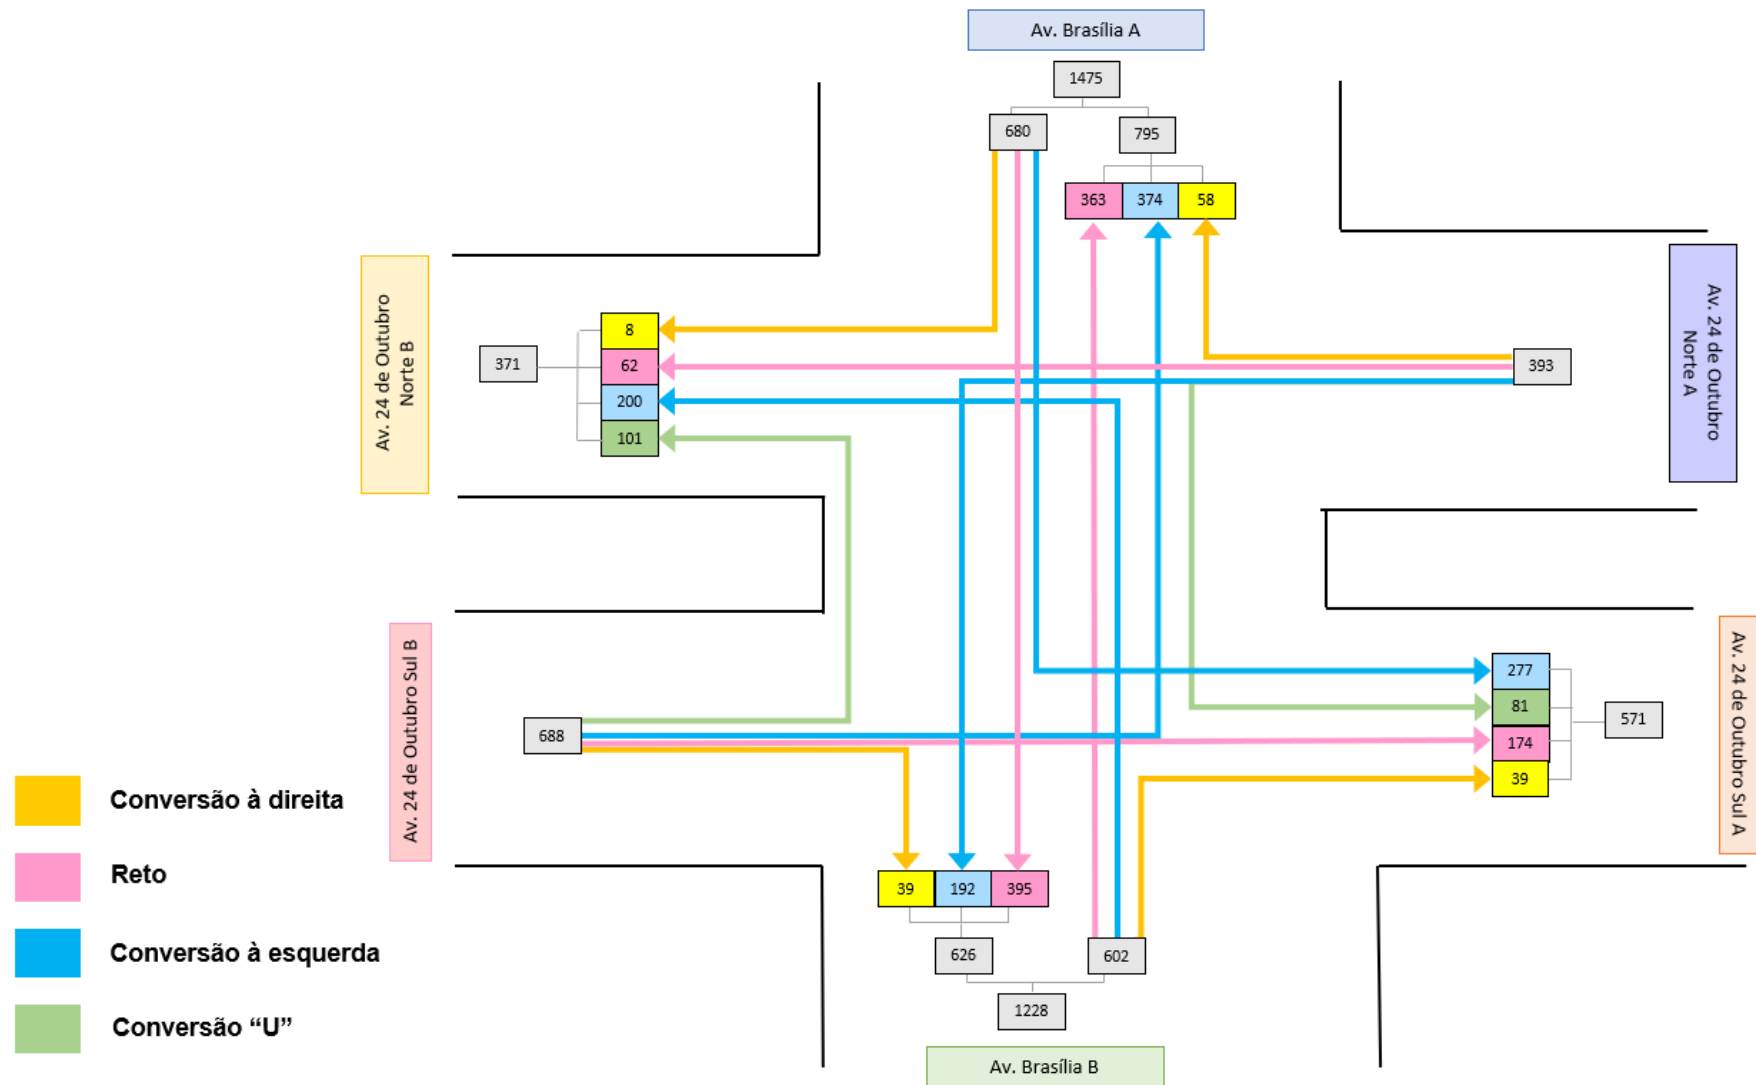 Av. Brasília A
1475
680
795
363 374 58
Av. 24 de Outubro
Norte B
371
8
62
200
101
393
Av. 24 de Outubro
Norte A
Av. 24 de Outubro Sul B
688
277
81
174
39
571
Av. 24 de Outubro Sul A
39 192 395
626
602
1228
Av. Brasília B
Conversão à direita
Reto
Conversão à esquerda
Conversão “U”